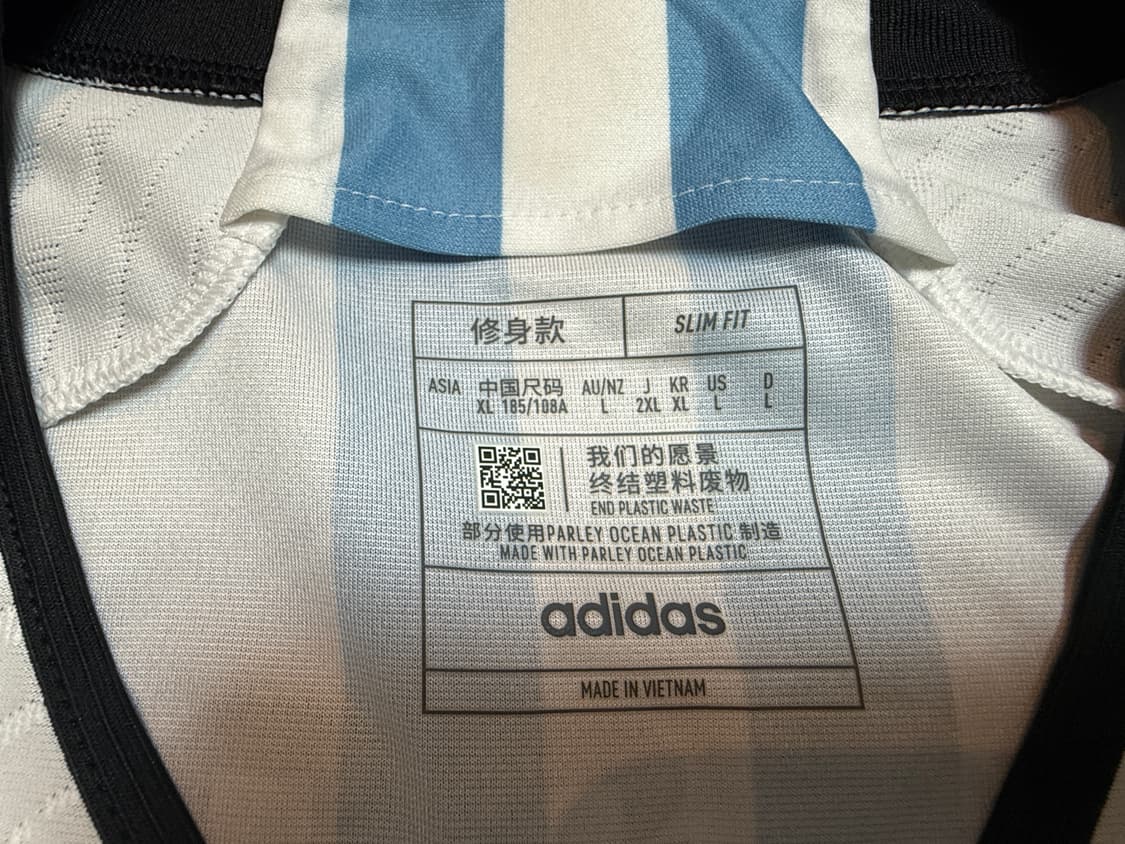 修身款 SLIM FIT
ASIA 中国尺码 AU/NZ J KR US D
XL 185/108A L 2XL XL L L
我们的愿景
终结塑料废物
END PLASTIC WASTE
部分使用PARLEY OCEAN PLASTIC 制造
MADE WITH PARLEY OCEAN PLASTIC
adidas
MADE IN VIETNAM